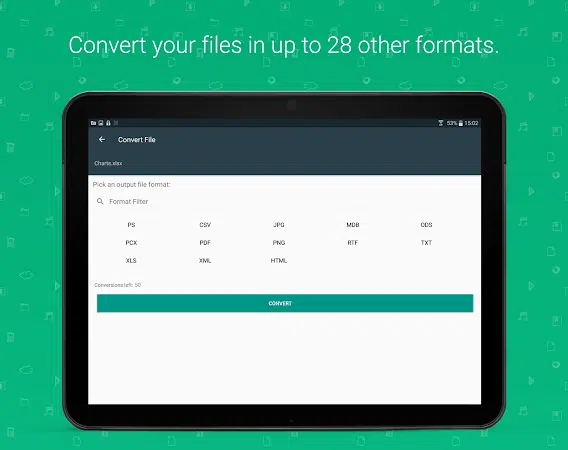 Convert your files in up to 28 other formats.
53% 15:02
Convert File
Charts.xlsx
Pick an output file format:
Format Filter
PS CSV JPG MDB ODS
PCX PDF PNG RTF TXT
XLS XML HTML
Conversions left: 50
CONVERT